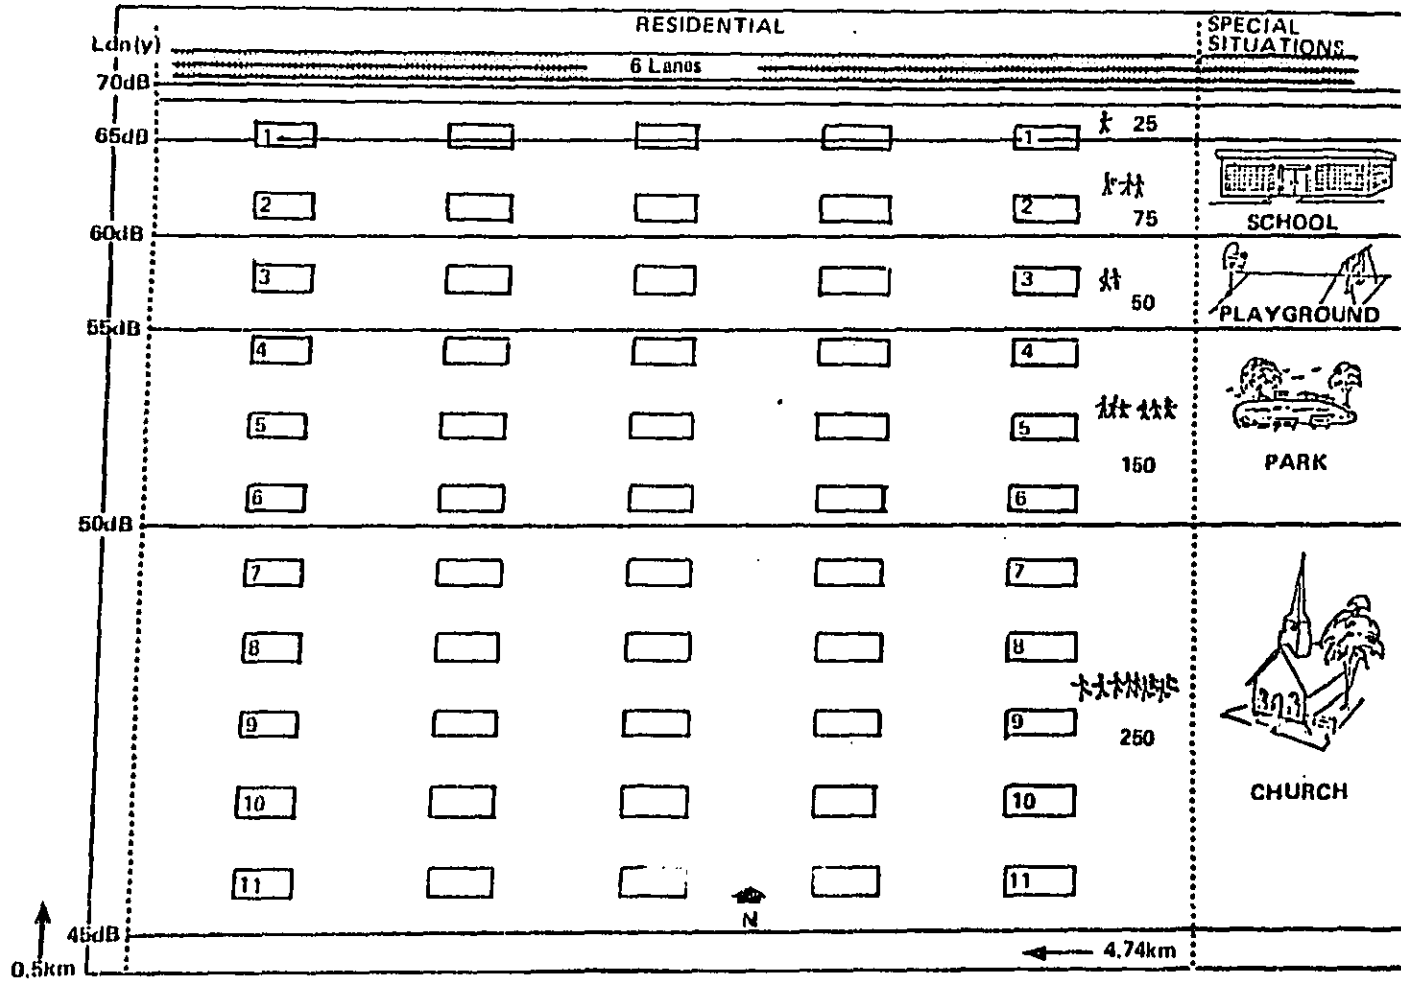 RESIDENTIAL
SPECIAL
SITUATIONS
Ldn(y)
6 Lanes
70dB
65dB
1
1
25
2
2
75
SCHOOL
60dB
3
3
50
PLAYGROUND
55dB
4
4
5
5
150
PARK
6
6
50dB
7
7
8
8
9
9
250
10
10
CHURCH
11
11
N
45dB
4.74km
0.5km